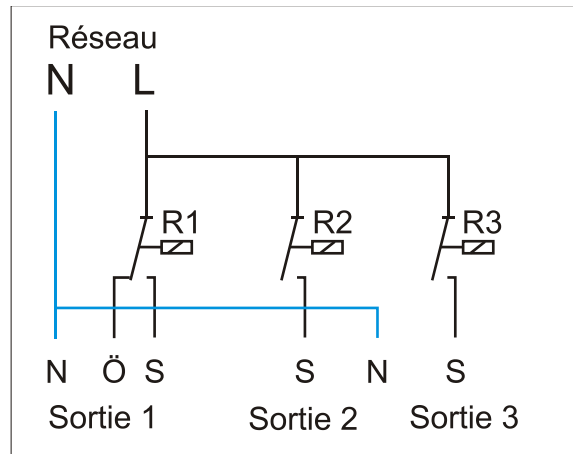 Réseau
N L
R1 R2 R3
N Ö S S N S
Sortie 1 Sortie 2 Sortie 3